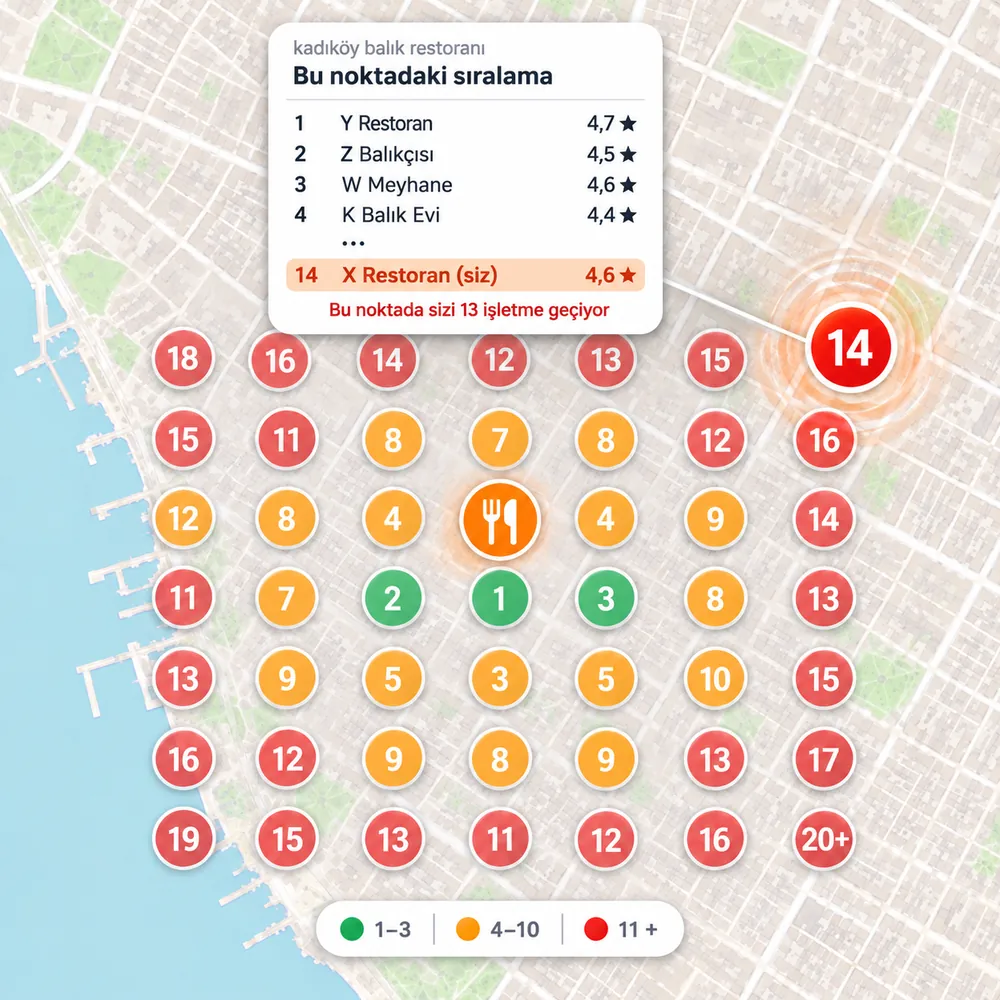 kadıköy balık restoranı
Bu noktadaki sıralama
1 Y Restoran 4,7 ★
2 Z Balıkçısı 4,5 ★
3 W Meyhane 4,6 ★
4 K Balık Evi 4,4 ★
...
14 X Restoran (siz) 4,6 ★
Bu noktada sizi 13 işletme geçiyor
18 16 14 12 13 15 14
15 11 8 7 8 12 16
12 8 4 4 9 14
11 7 2 1 3 8 13
13 9 5 3 5 10 15
16 12 9 8 9 13 17
19 15 13 11 12 16 20+
1–3 4–10 11 +